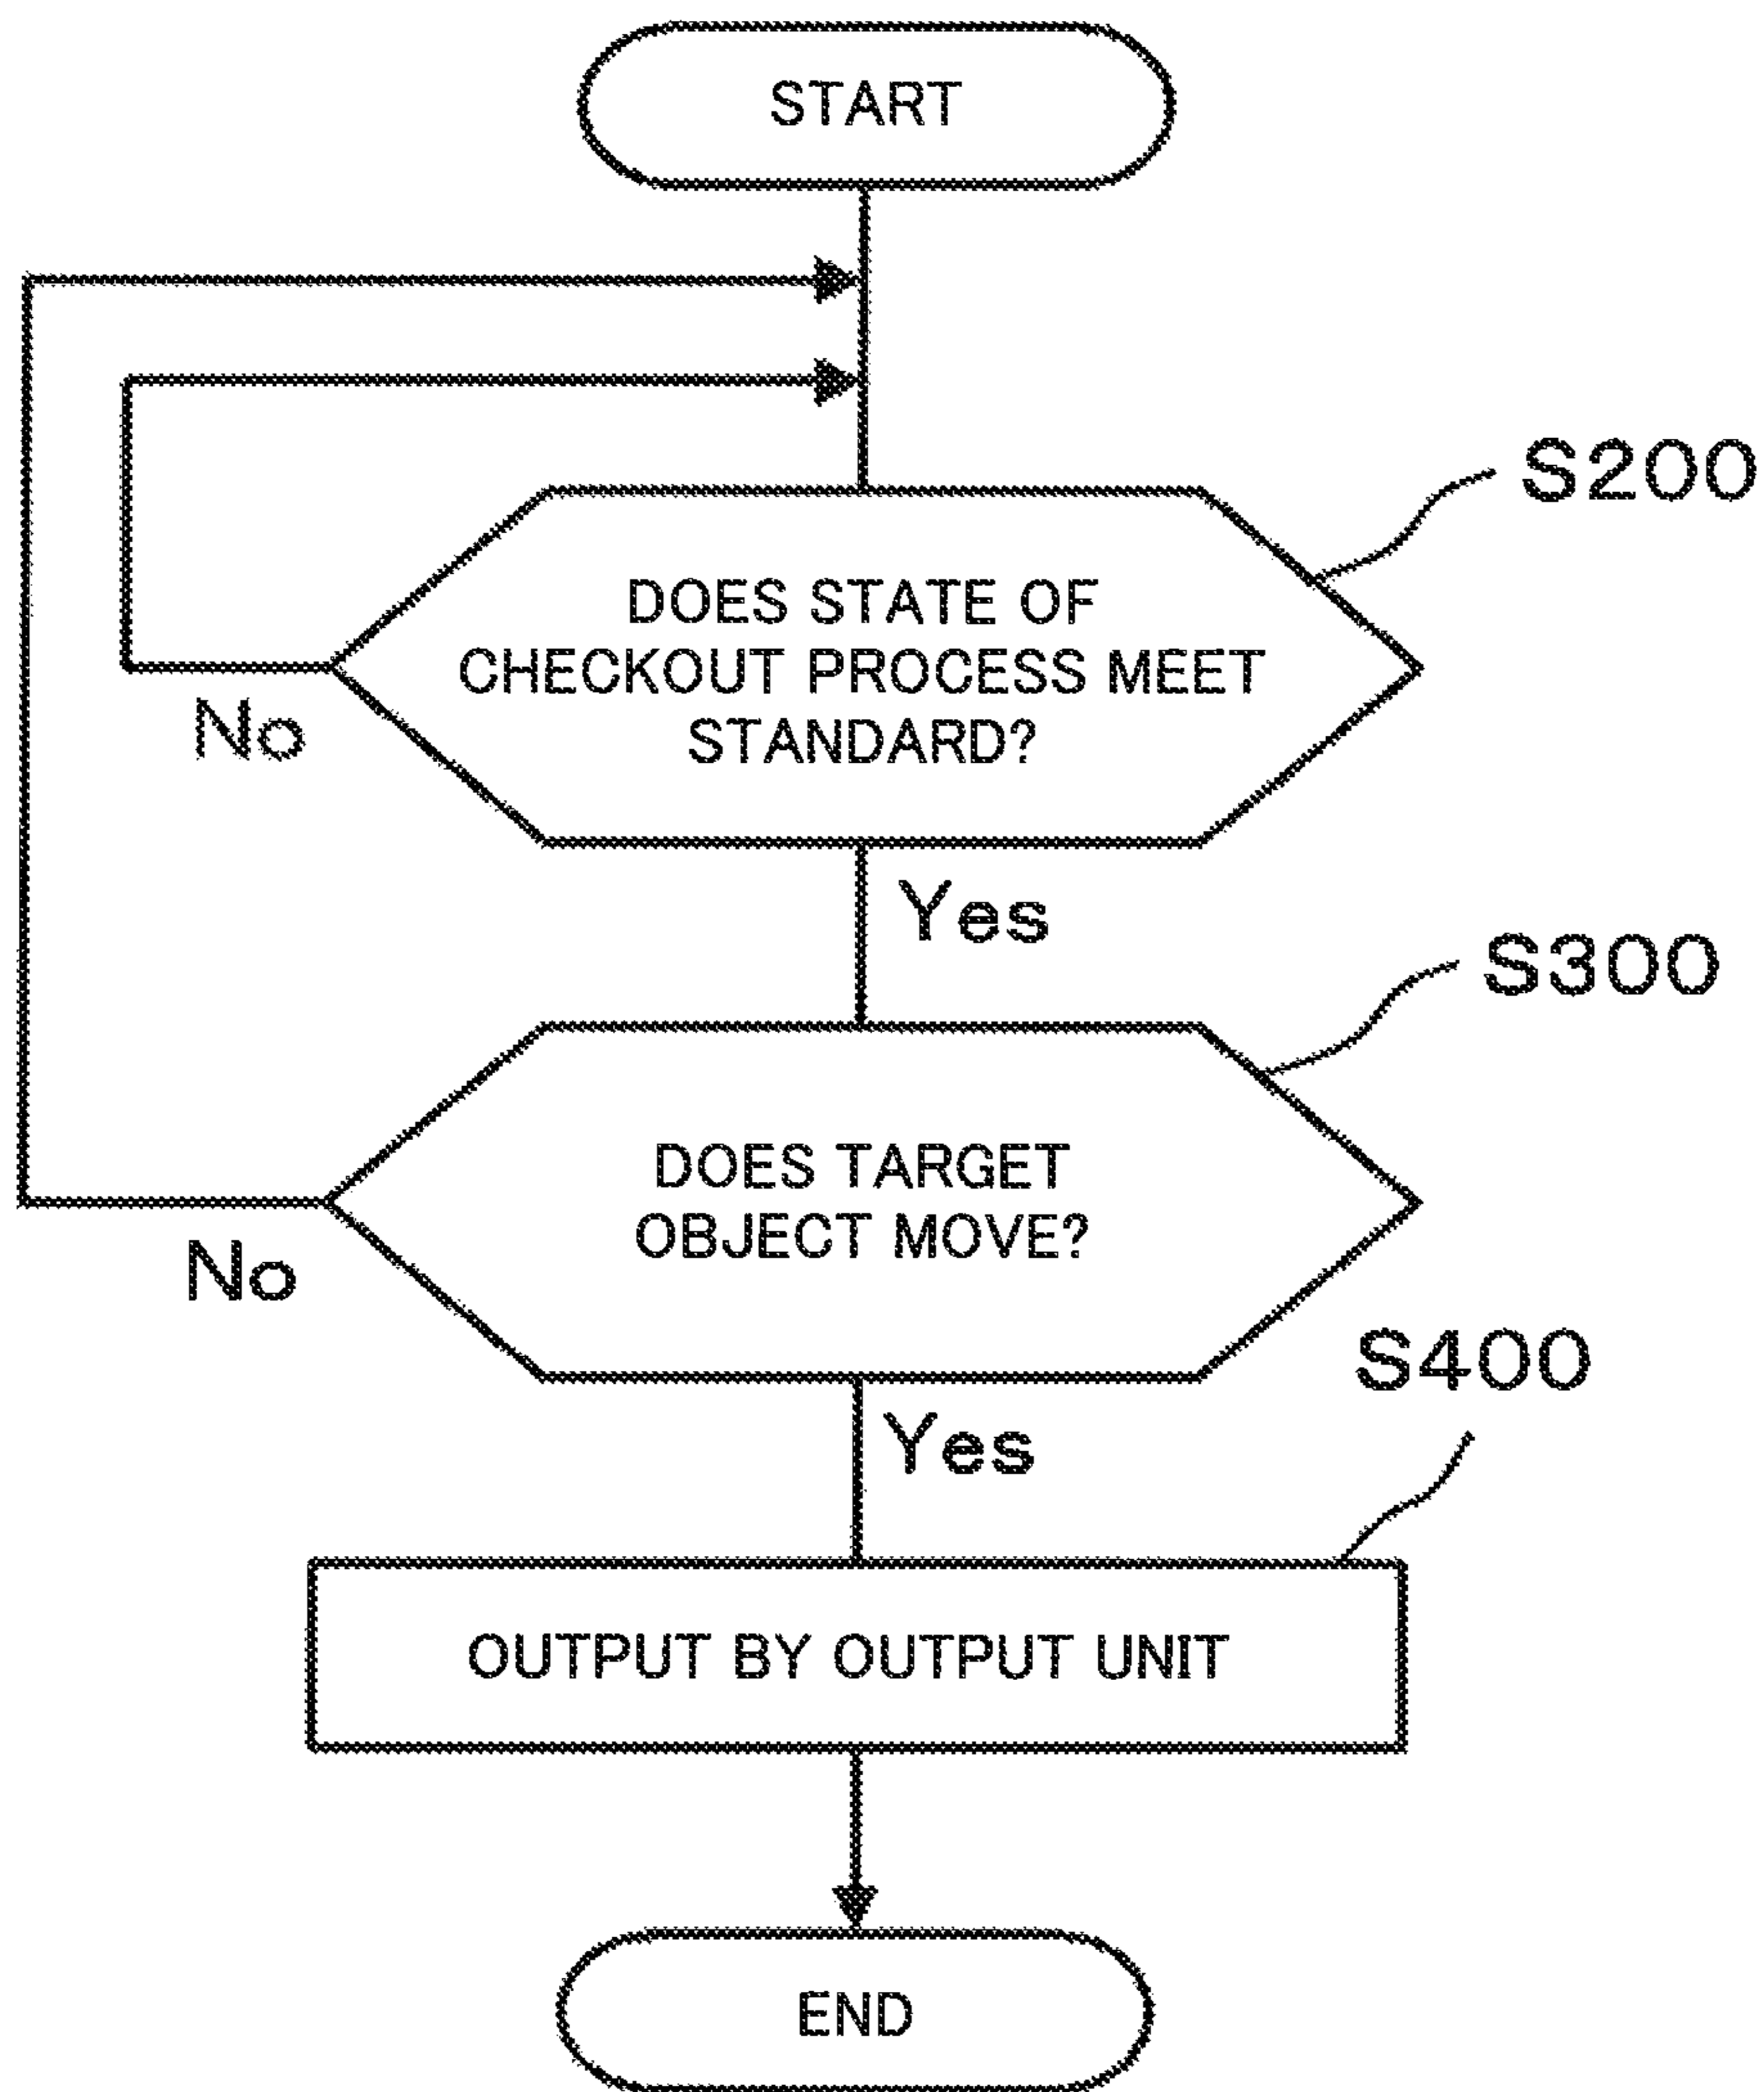 START
S200
DOES STATE OF
CHECKOUT PROCESS MEET
STANDARD?
No
Yes
S300
DOES TARGET
OBJECT MOVE?
No
S400
Yes
OUTPUT BY OUTPUT UNIT
END